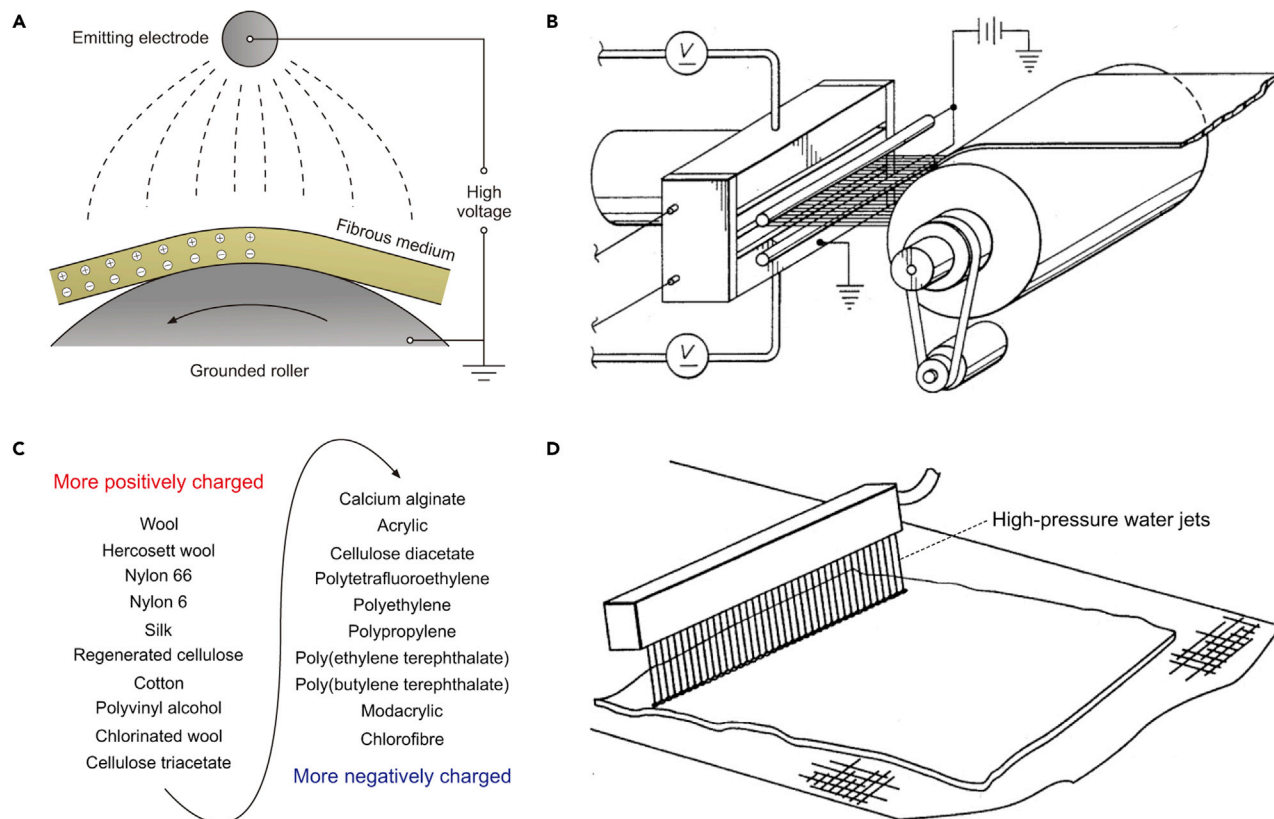 A
Emitting electrode
High
voltage
Fibrous medium
Grounded roller
B
V
V
C
More positively charged
Wool
Hercosett wool
Nylon 66
Nylon 6
Silk
Regenerated cellulose
Cotton
Polyvinyl alcohol
Chlorinated wool
Cellulose triacetate
Calcium alginate
Acrylic
Cellulose diacetate
Polytetrafluoroethylene
Polyethylene
Polypropylene
Poly(ethylene terephthalate)
Poly(butylene terephthalate)
Modacrylic
Chlorofibre
More negatively charged
D
High-pressure water jets